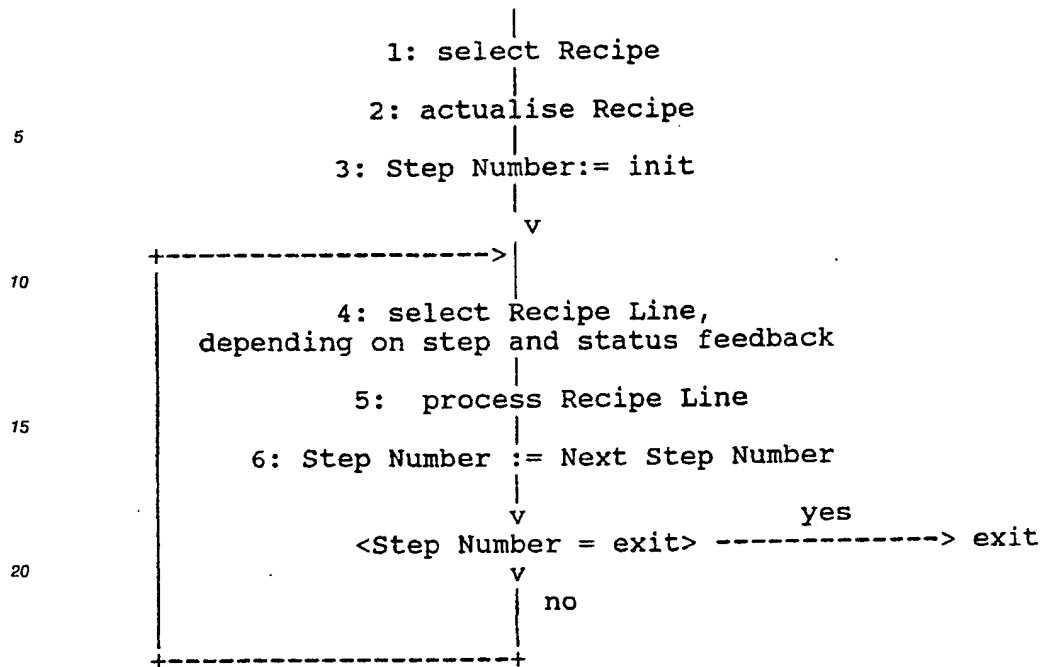 1: select Recipe
2: actualise Recipe
5
3: Step Number:= init
v
+-------------------->
10
4: select Recipe Line,
depending on step and status feedback
5: process Recipe Line
15
6: Step Number := Next Step Number
v
yes
<Step Number = exit> -------------> exit
20
v
no
+--------------------+